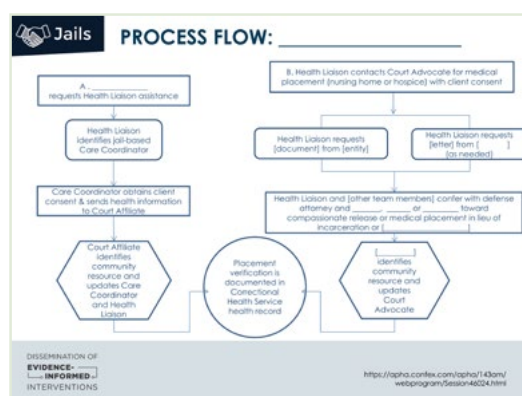 Jails
PROCESS FLOW: ____________________
A. ____________
requests Health Liaison assistance
Health Liaison
identifies jail-based
Care Coordinator
Care Coordinator obtains client
consent & sends health information
to Court Affiliate
Court Affiliate
identifies
community
resource and
updates Care
Coordinator
and Health
Liaison
Placement
verification is
documented in
Correctional
Health Service
health record
B. Health Liaison contacts Court Advocate for medical
placement (nursing home or hospice) with client consent
Health Liaison requests
[document] from [entity]
Health Liaison requests
[letter] from [ ]
(as needed)
Health Liaison and [other team members] confer with defense
attorney and _______, ______ or ________ toward
compassionate release or medical placement in lieu of
incarceration or [____________________]
[________]
identifies
community
resource and
updates
Court
Advocate
DISSEMINATION OF
EVIDENCE-
INFORMED
INTERVENTIONS
https://apha.confex.com/apha/143am/
webprogram/Session46024.html